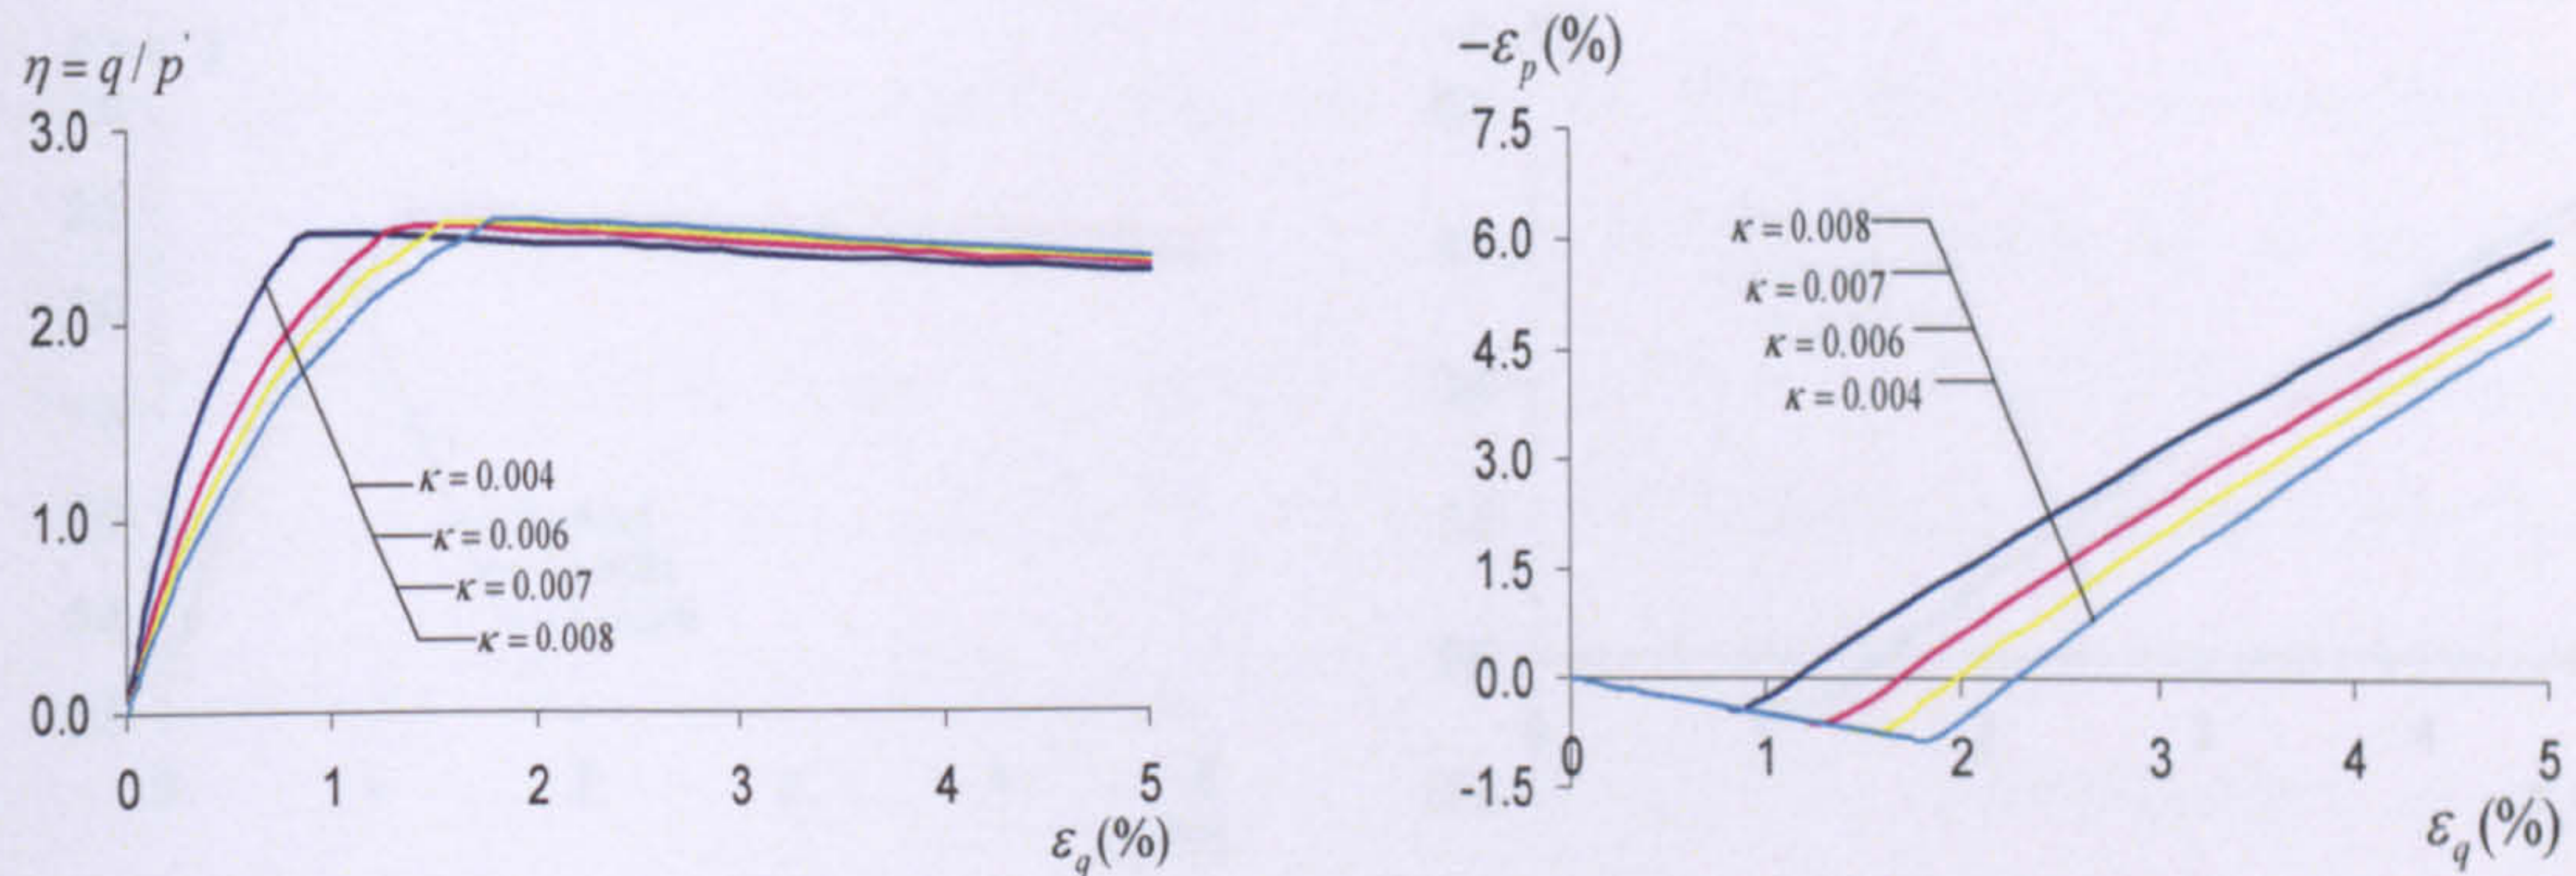 η = q / p'
3.0
2.0
1.0
0.0
0 1 2 3 4 5
ε_q(%)
κ = 0.004
κ = 0.006
κ = 0.007
κ = 0.008
−ε_p(%)
7.5
6.0
4.5
3.0
1.5
0.0
-1.5
0 1 2 3 4 5
ε_q(%)
κ = 0.008
κ = 0.007
κ = 0.006
κ = 0.004